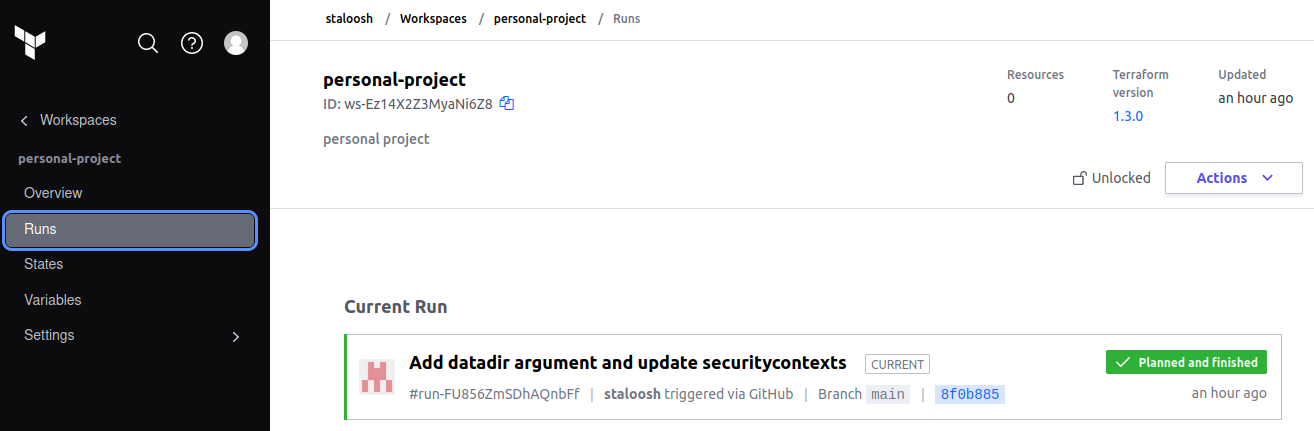 staloosh / Workspaces / personal-project / Runs
Workspaces
personal-project
Overview
Runs
States
Variables
Settings
personal-project
ID: ws-Ez14X2Z3MyaNi6Z8
personal project
Resources
0
Terraform
version
1.3.0
Updated
an hour ago
Unlocked
Actions
Current Run
Add datadir argument and update securitycontexts CURRENT
Planned and finished
#run-FU856ZmSDhAQnbFf | staloosh triggered via GitHub | Branch main | 8f0b885
an hour ago